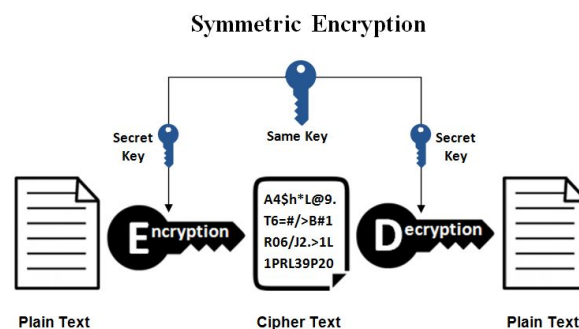 Symmetric Encryption
Secret
Key
Same Key
Secret
Key
Encryption
A4$h*L@9.
T6=#/>B#1
R06/J2.>1L
1PRL39P20
Decryption
Plain Text
Cipher Text
Plain Text